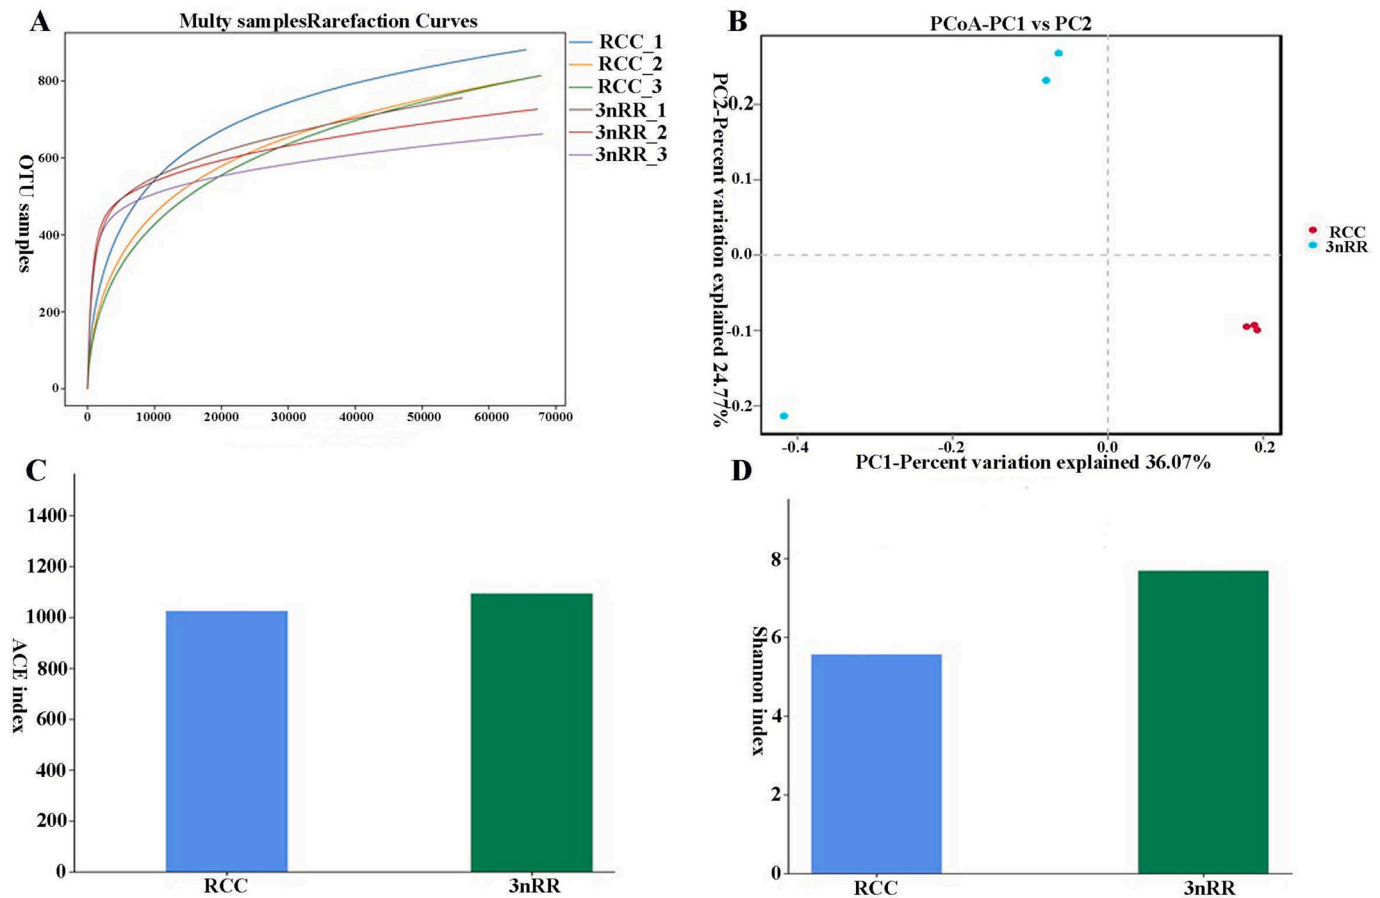 A
Multy samplesRarefaction Curves
OTU samples
800
600
400
200
0
0 10000 20000 30000 40000 50000 60000 70000
RCC_1
RCC_2
RCC_3
3nRR_1
3nRR_2
3nRR_3
B
PCoA-PC1 vs PC2
PC2-Percent variation explained 24.77%
0.2
0.1
0.0
-0.1
-0.2
-0.4 -0.2 0.0 0.2
PC1-Percent variation explained 36.07%
RCC
3nRR
C
ACE index
1400
1200
1000
800
600
400
200
0
RCC 3nRR
D
Shannon index
8
6
4
2
0
RCC 3nRR